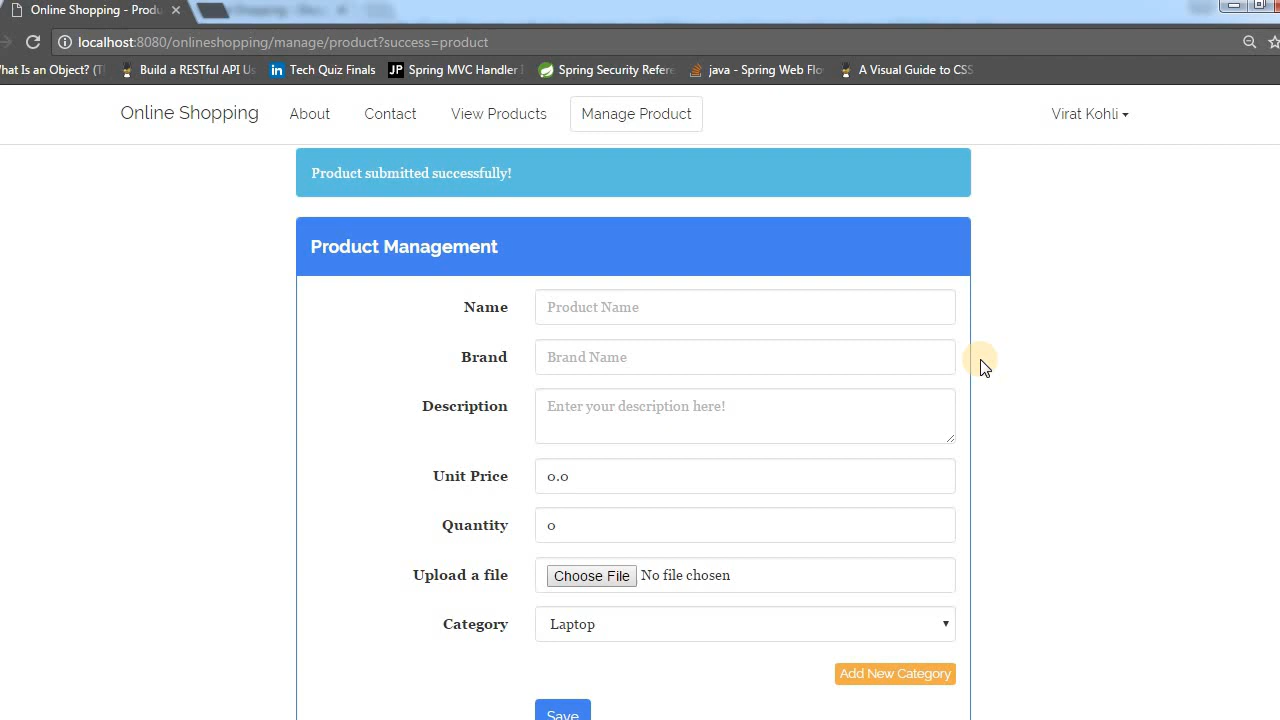 Online Shopping - Produ
localhost:8080/onlineshopping/manage/product?success=product
hat Is an Object? (T
Build a RESTful API Us
in Tech Quiz Finals
JP Spring MVC Handler
Spring Security Refere
java - Spring Web Flo
A Visual Guide to CSS
Online Shopping About Contact View Products Manage Product Virat Kohli
Product submitted successfully!
Product Management
Name Product Name
Brand Brand Name
Description Enter your description here!
Unit Price 0.0
Quantity 0
Upload a file Choose File No file chosen
Category Laptop
Add New Category
Save